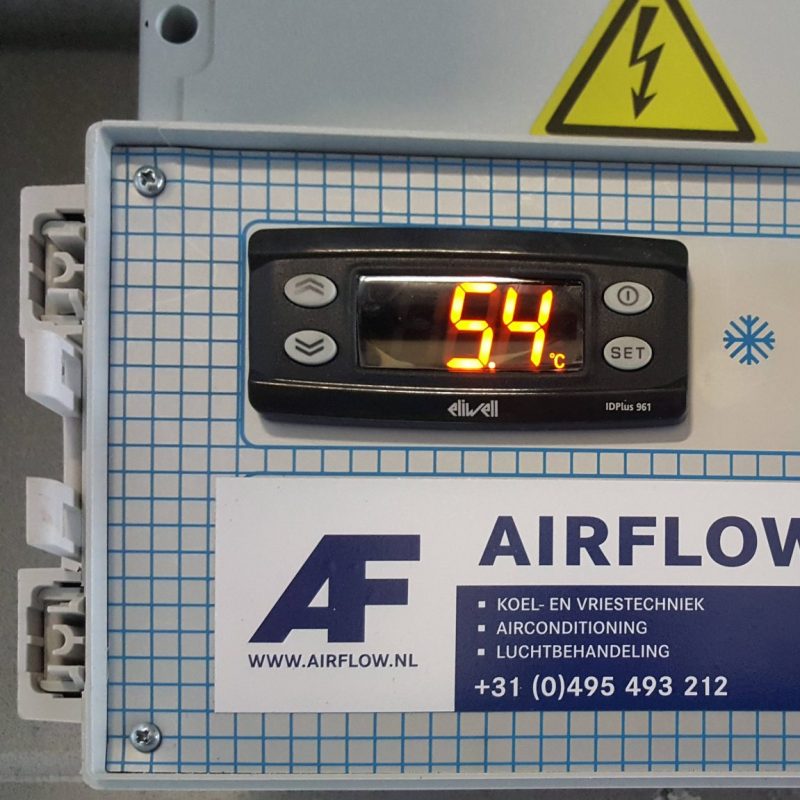 5.4 °C
SET
eliwell
IDPlus 961
AF
WWW.AIRFLOW.NL
AIRFLOW
▪ KOEL- EN VRIESTECHNIEK
▪ AIRCONDITIONING
▪ LUCHTBEHANDELING
+31 (0)495 493 212